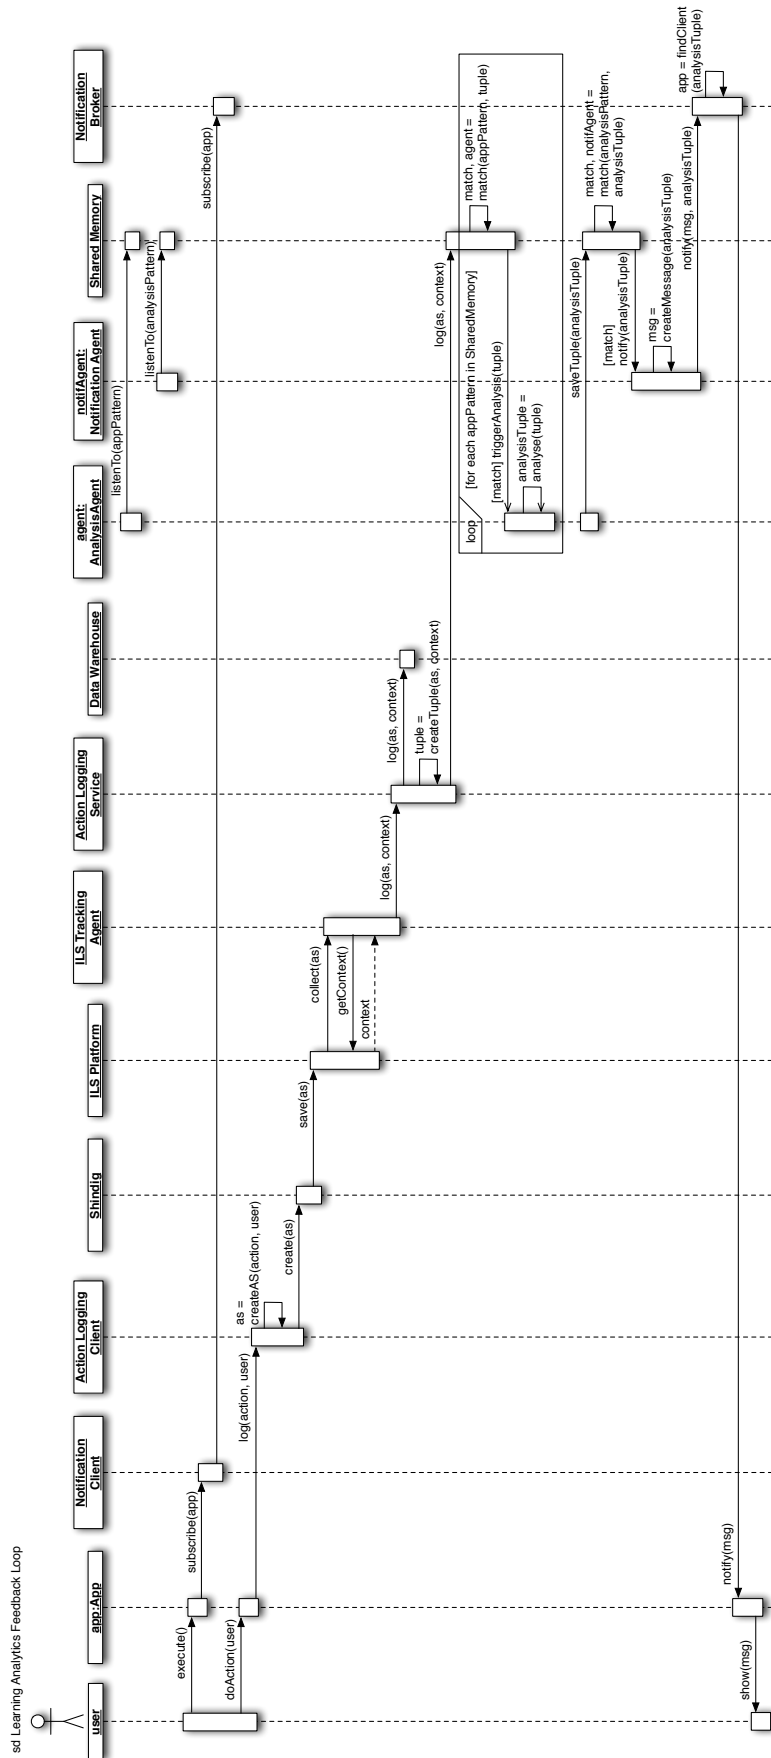 sd Learning Analytics Feedback Loop
user
app:App
Notification
Client
Action Logging
Client
Shindig
ILS Platform
ILS Tracking
Agent
Action Logging
Service
Data Warehouse
agent:
AnalysisAgent
notifAgent:
Notification Agent
Shared Memory
Notification
Broker
listenTo(appPattern)
listenTo(analysisPattern)
execute()
subscribe(app)
subscribe(app)
doAction(user)
log(action, user)
as =
createAS(action, user)
create(as)
save(as)
collect(as)
getContext()
context
log(as, context)
log(as, context)
tuple =
createTuple(as, context)
log(as, context)
loop
[for each appPattern in SharedMemory]
match, agent =
match(appPattern, tuple)
[match] triggerAnalysis(tuple)
analysisTuple =
analyse(tuple)
saveTuple(analysisTuple)
match, notifAgent =
match(analysisPattern,
analysisTuple)
[match]
notify(analysisTuple)
msg =
createMessage(analysisTuple)
notify(msg, analysisTuple)
app = findClient
(analysisTuple)
notify(msg)
show(msg)